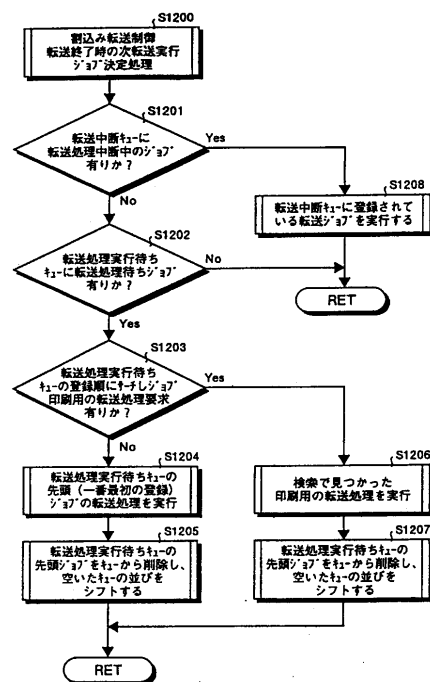 S1200
割込み転送制御
転送終了時の次転送実行
ｼﾞｮﾌﾞ決定処理
S1201
転送中断ｷｭｰに
転送処理中断中のｼﾞｮﾌﾞ
有りか?
Yes
No
S1208
転送中断ｷｭｰに登録されて
いる転送ｼﾞｮﾌﾞを実行する
S1202
転送処理実行待ち
ｷｭｰに転送処理待ちｼﾞｮﾌﾞ
有りか?
No
RET
Yes
S1203
転送処理実行待ち
ｷｭｰの登録順にｻｰﾁしｼﾞｮﾌﾞ
印刷用の転送処理要求
有りか?
Yes
No
S1204
転送処理実行待ちｷｭｰの
先頭(一番最初の登録)
ｼﾞｮﾌﾞの転送処理を実行
S1206
検索で見つかった
印刷用の転送処理を実行
S1205
転送処理実行待ちｷｭｰの
先頭ｼﾞｮﾌﾞをｷｭｰから削除し、
空いたｷｭｰの並びを
シフトする
S1207
転送処理実行待ちｷｭｰの
先頭ｼﾞｮﾌﾞをｷｭｰから削除し、
空いたｷｭｰの並びを
シフトする
RET